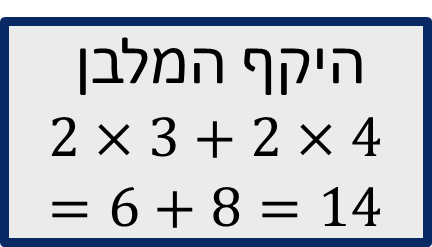 היקף המלבן
2 × 3 + 2 × 4
= 6 + 8 = 14